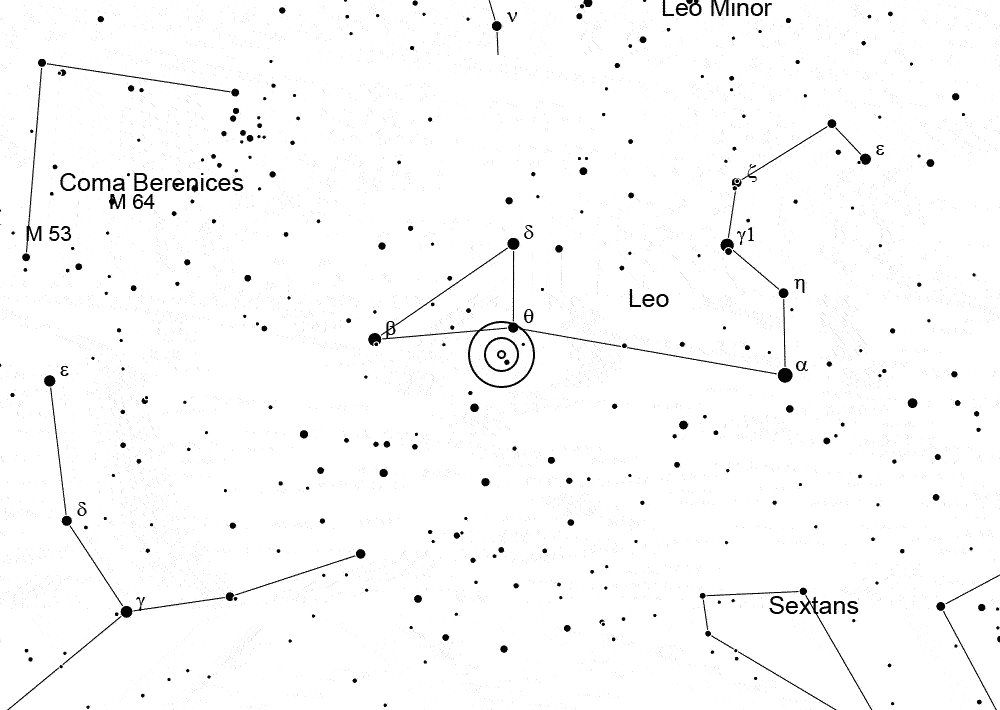 Leo Minor
ν
ε
ζ
Coma Berenices
M 64
M 53
δ
γ1
η
Leo
θ
β
α
ε
δ
γ
Sextans